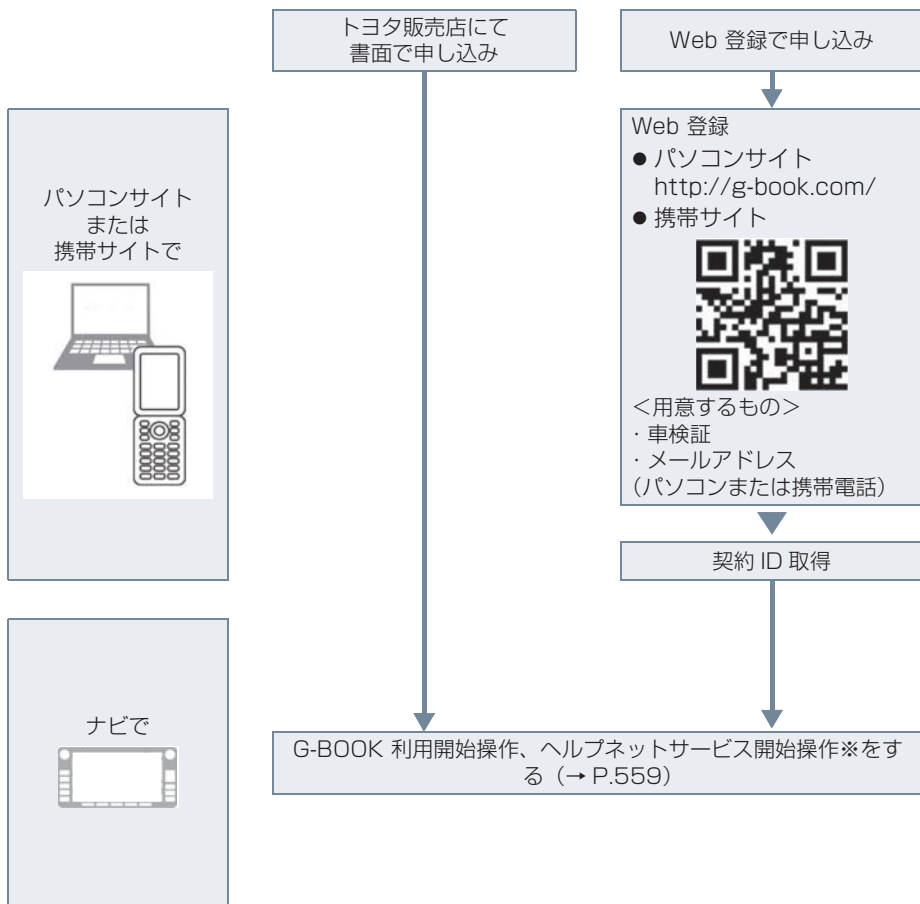 トヨタ販売店にて
書面で申し込み
Web 登録で申し込み
パソコンサイト
または
携帯サイトで
Web 登録
● パソコンサイト
http://g-book.com/
● 携帯サイト
＜用意するもの＞
・車検証
・メールアドレス
（パソコンまたは携帯電話）
契約 ID 取得
ナビで
G-BOOK 利用開始操作、ヘルプネットサービス開始操作※をす
る（→ P.559）